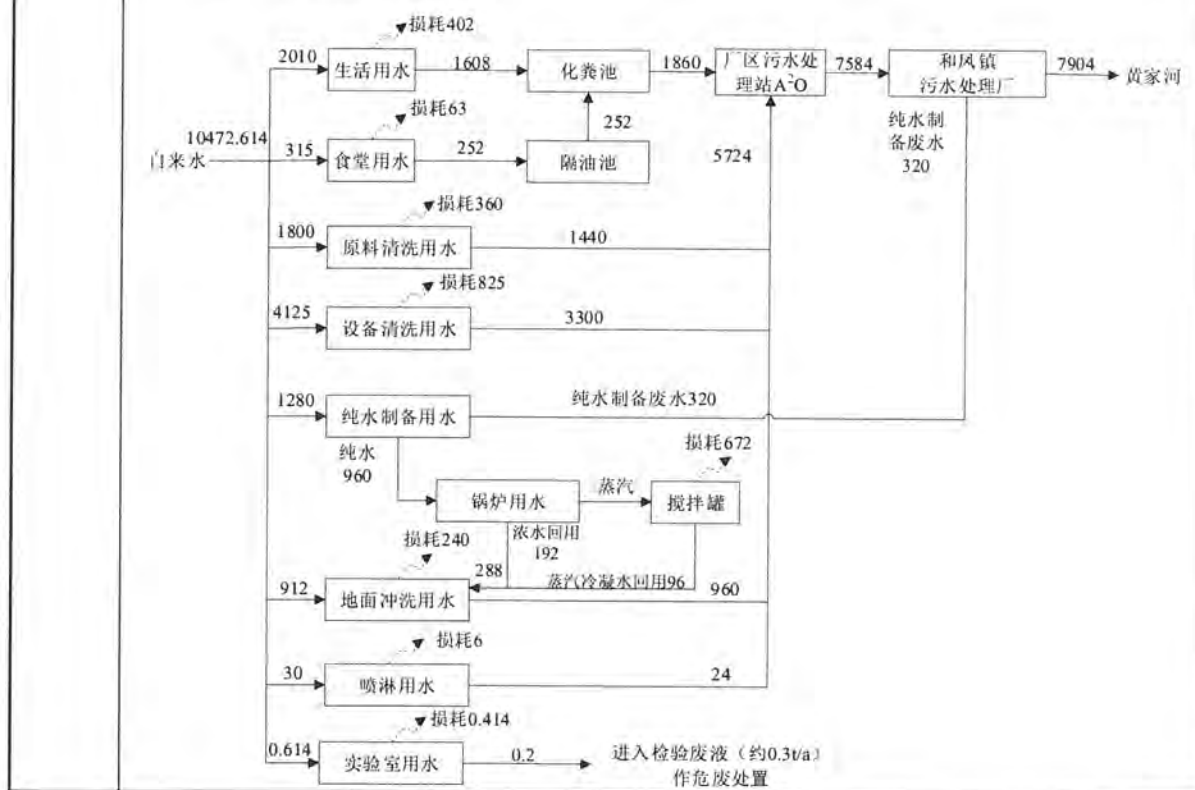 损耗402
2010
生活用水
1608
化粪池
1860
厂区污水处
理站A²O
7584
和风镇
污水处理厂
7904
黄家河
损耗63
252
纯水制
备废水
320
10472.614
自来水
315
食堂用水
252
隔油池
5724
损耗360
1800
原料清洗用水
1440
损耗825
4125
设备清洗用水
3300
1280
纯水制备用水
纯水制备废水320
纯水
960
损耗672
锅炉用水
蒸汽
搅拌罐
损耗240
浓水回用
192
288
蒸汽冷凝水回用96
912
地面冲洗用水
960
损耗6
30
喷淋用水
24
损耗0.414
0.614
实验室用水
0.2
进入检验废液（约0.3t/a）
作危废处置